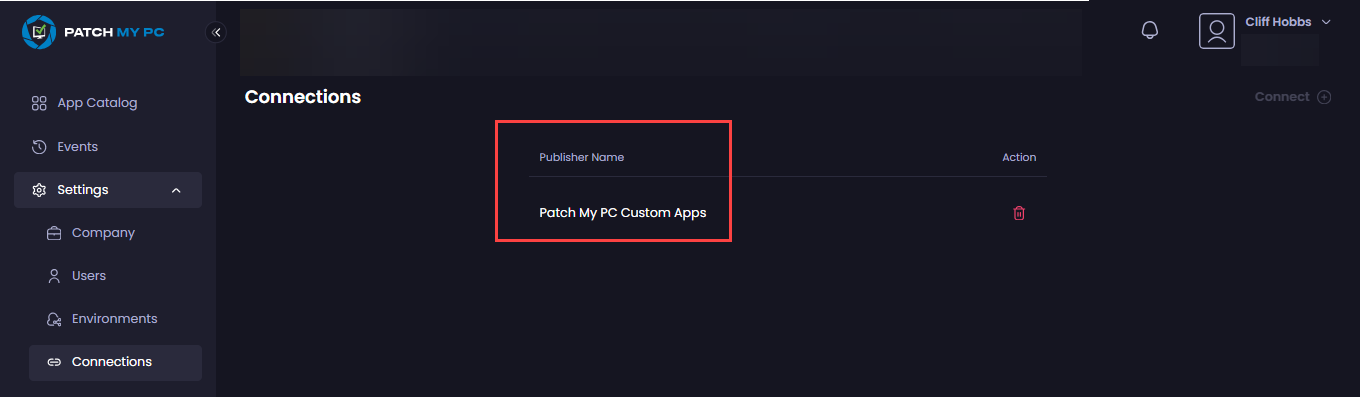 PATCH MY PC
Cliff Hobbs
App Catalog
Connections
Connect
Events
Publisher Name
Action
Settings
Patch My PC Custom Apps
Company
Users
Environments
Connections